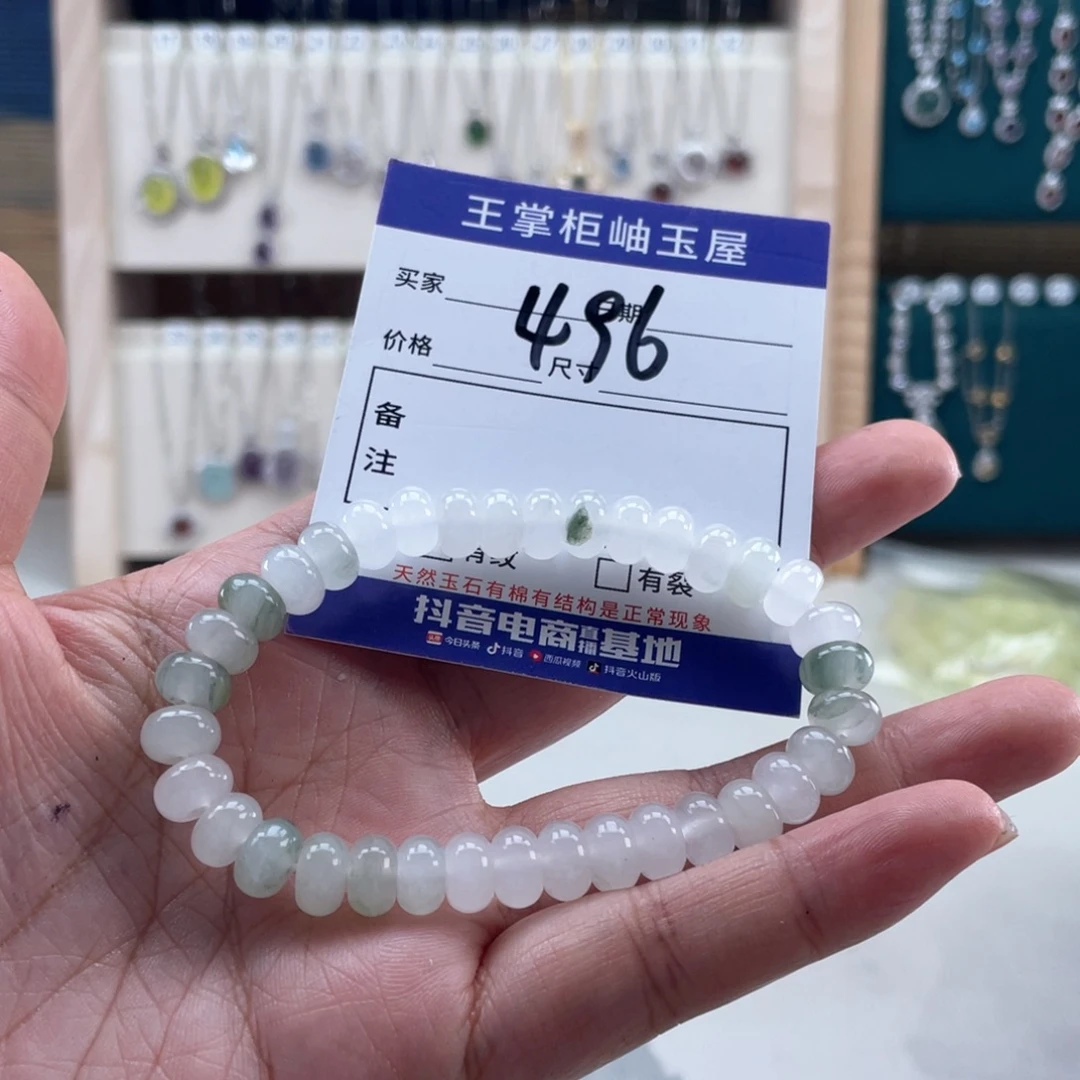 王掌柜岫玉屋
买家 日期
496
价格 尺寸
备
注
有纹 有裂
天然玉石有棉有结构是正常现象
抖音电商直播基地
头条 今日头条 抖音 西瓜视频 抖音火山版